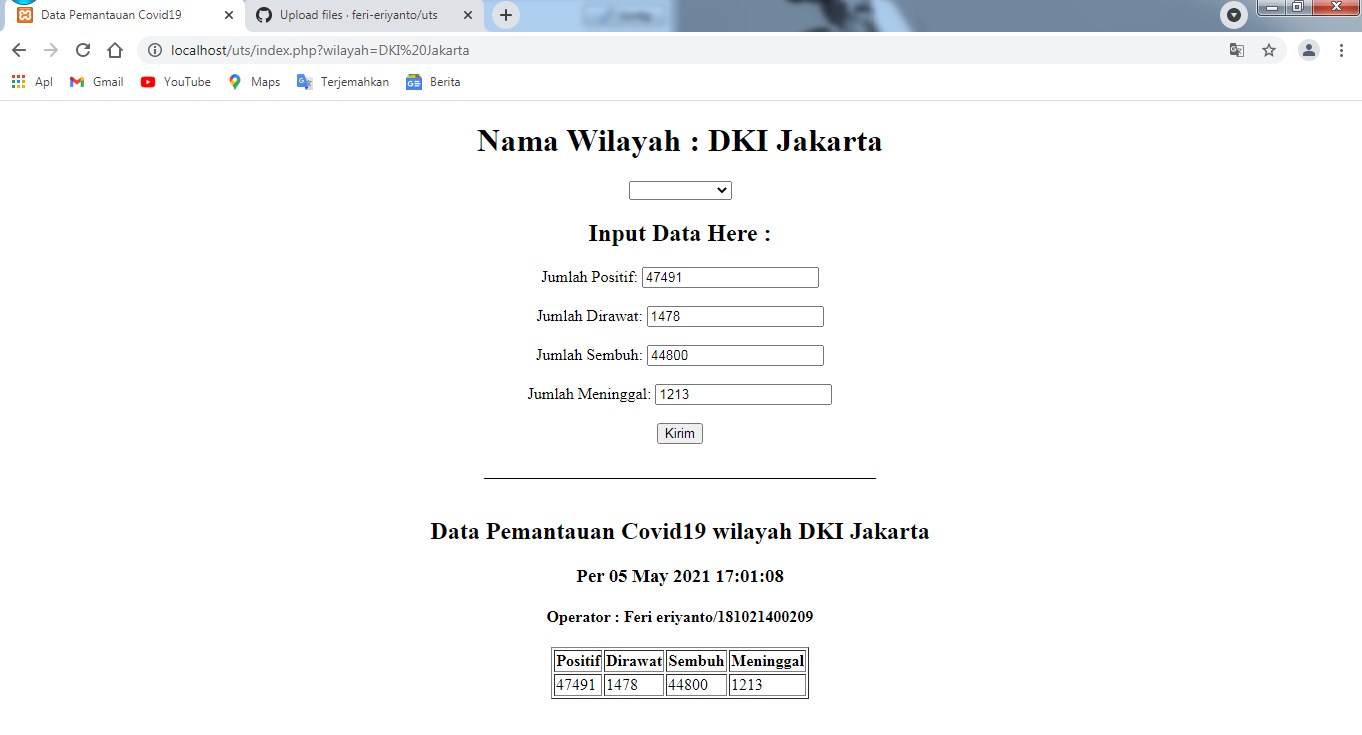 Data Pemantauan Covid19
Upload files · feri-eriyanto/uts
localhost/uts/index.php?wilayah=DKI%20Jakarta
Apl Gmail YouTube Maps Terjemahkan Berita
Nama Wilayah : DKI Jakarta
Input Data Here :
Jumlah Positif: 47491
Jumlah Dirawat: 1478
Jumlah Sembuh: 44800
Jumlah Meninggal: 1213
Kirim
Data Pemantauan Covid19 wilayah DKI Jakarta
Per 05 May 2021 17:01:08
Operator : Feri eriyanto/181021400209
Positif Dirawat Sembuh Meninggal
47491 1478 44800 1213